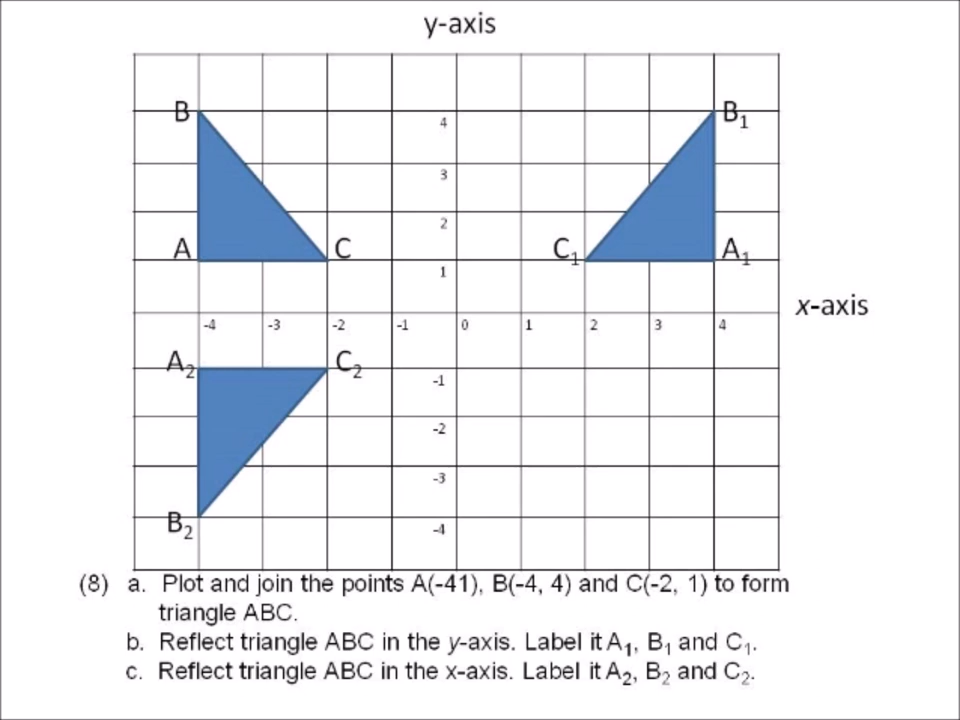 y-axis
B B₁
4
3
2
A C C₁ A₁
1
x-axis
-4 -3 -2 -1 0 1 2 3 4
A₂ C₂
-1
-2
-3
B₂ -4
(8) a. Plot and join the points A(-41), B(-4, 4) and C(-2, 1) to form
triangle ABC.
b. Reflect triangle ABC in the y-axis. Label it A₁, B₁ and C₁.
c. Reflect triangle ABC in the x-axis. Label it A₂, B₂ and C₂.